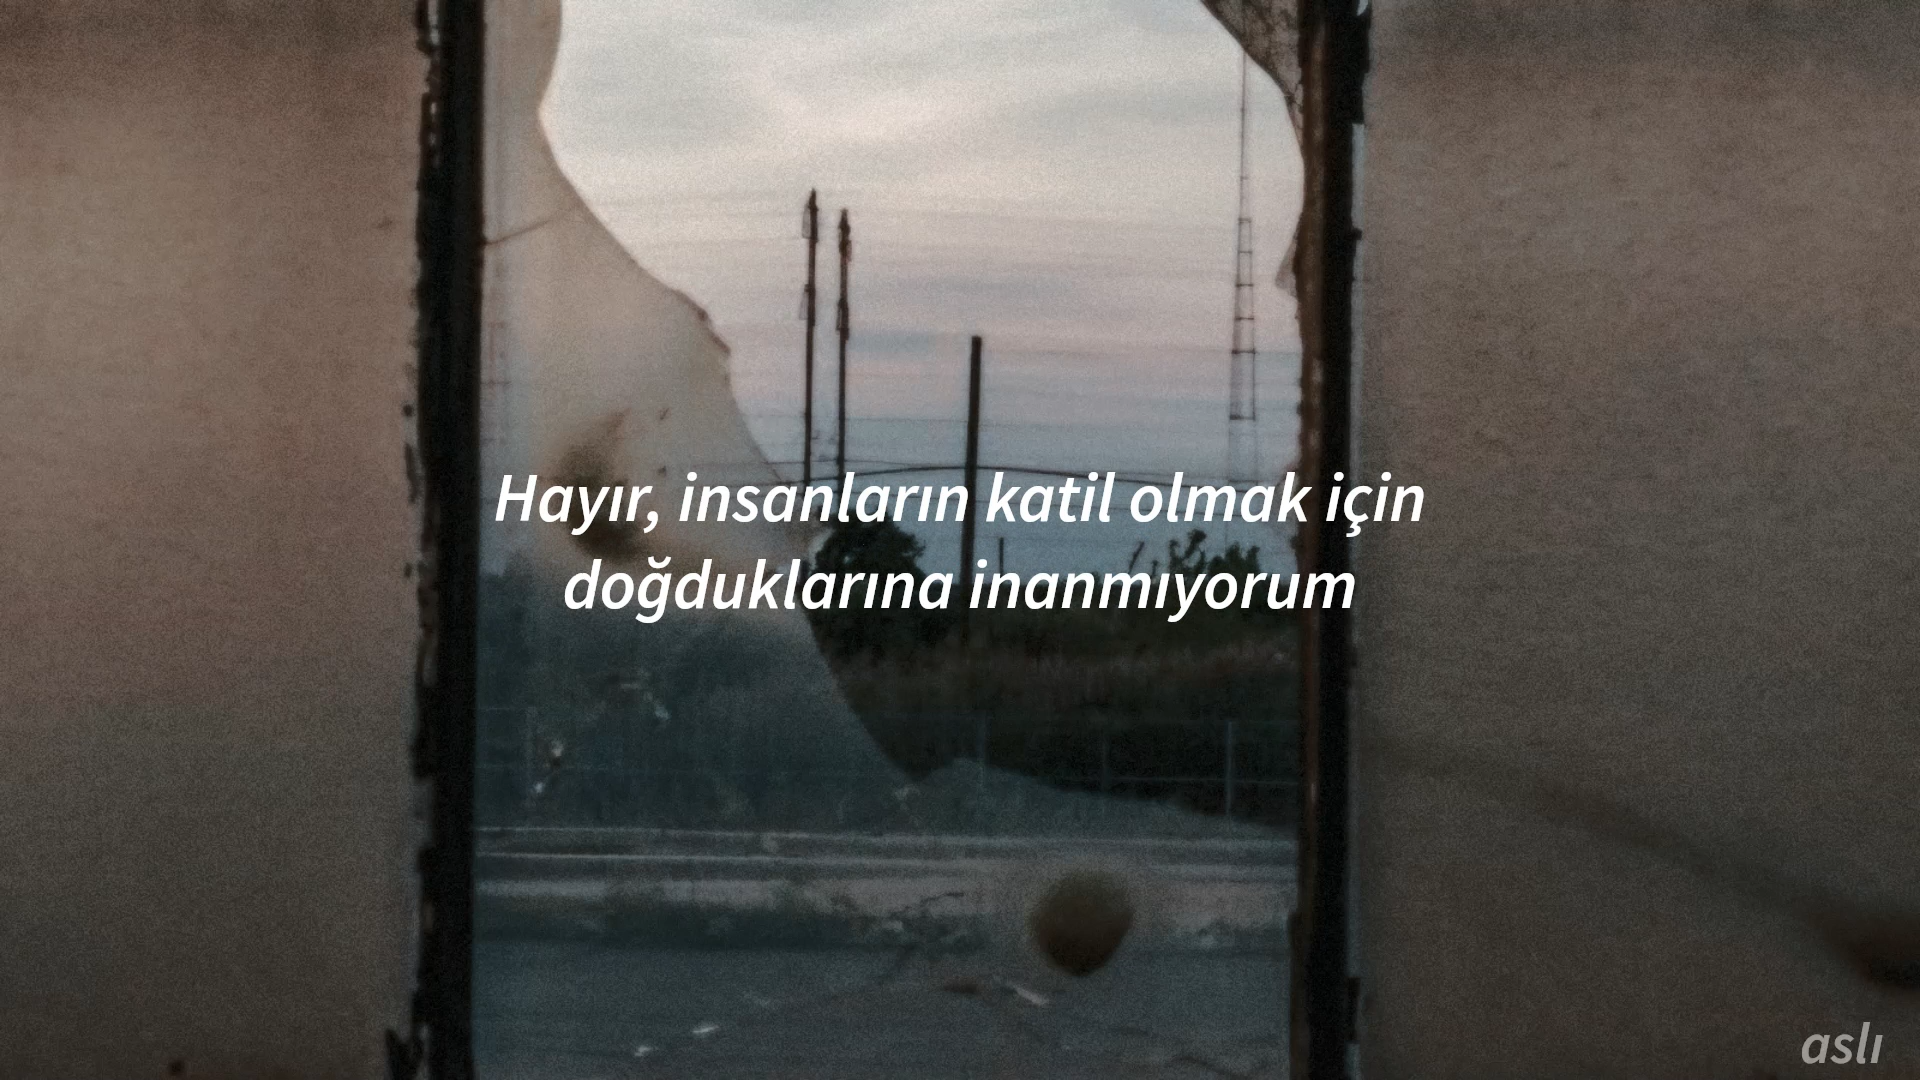 Hayır, insanların katil olmak için
doğduklarına inanmıyorum
aslı